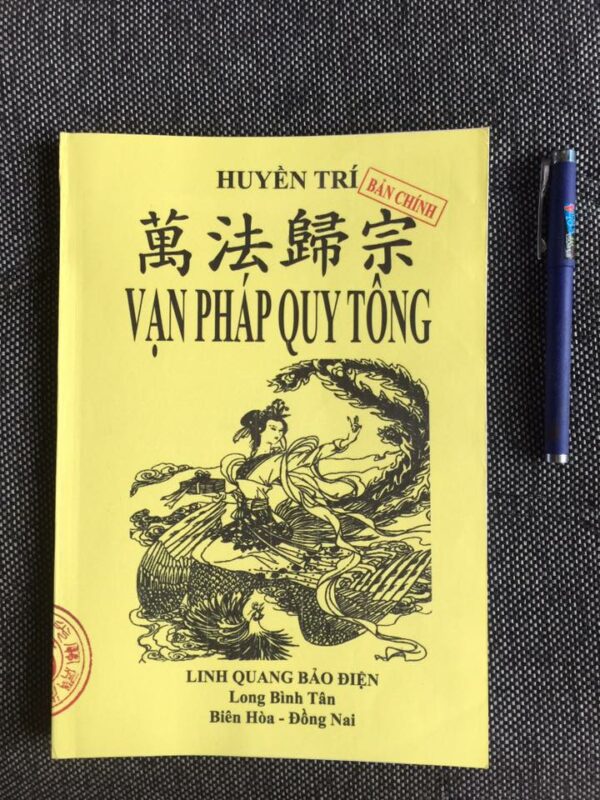 HUYỀN TRÍ
BẢN CHÍNH
萬法歸宗
VẠN PHÁP QUY TÔNG
LINH QUANG BẢO ĐIỆN
Long Bình Tân
Biên Hòa - Đồng Nai